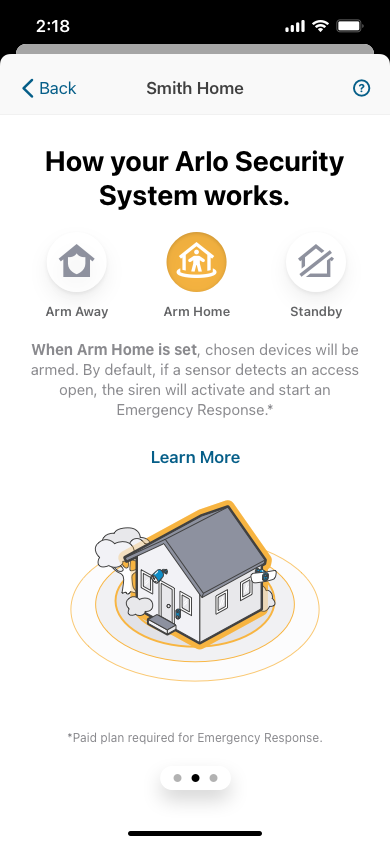 2:18
Back
Smith Home
?
How your Arlo Security
System works.
Arm Away
Arm Home
Standby
When Arm Home is set, chosen devices will be
armed. By default, if a sensor detects an access
open, the siren will activate and start an
Emergency Response.*
Learn More
*Paid plan required for Emergency Response.